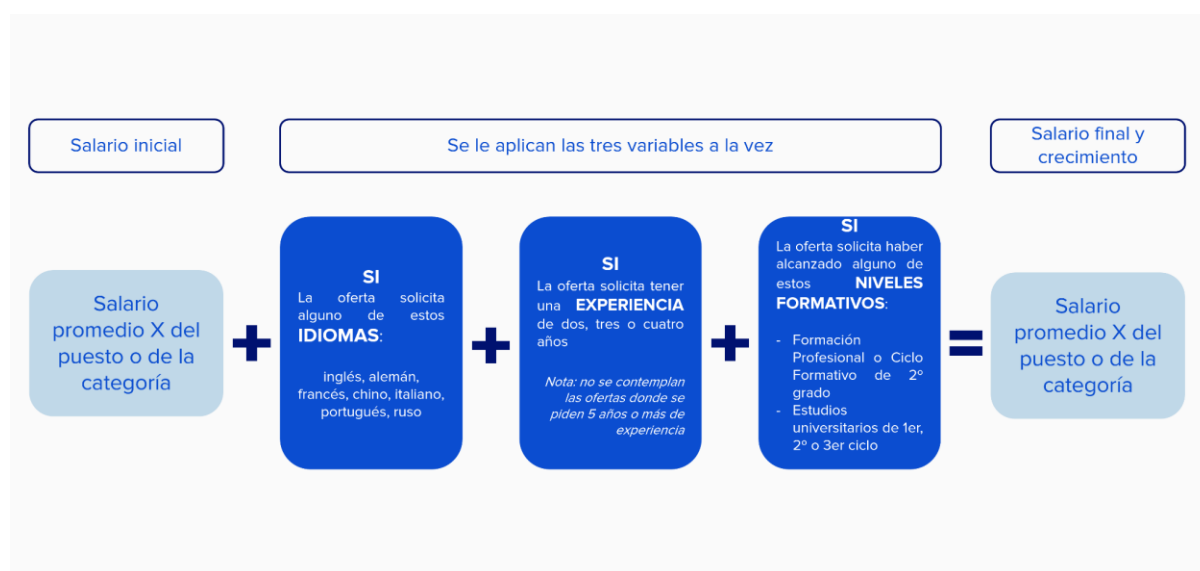 Salario inicial
Se le aplican las tres variables a la vez
Salario final y
crecimiento
Salario
promedio X del
puesto o de la
categoría
+
SI
La oferta solicita
alguno de estos
IDIOMAS:
inglés, alemán,
francés, chino, italiano,
portugués, ruso
+
SI
La oferta solicita tener
una EXPERIENCIA
de dos, tres o cuatro
años
Nota: no se contemplan
las ofertas donde se
piden 5 años o más de
experiencia
+
SI
La oferta solicita haber
alcanzado alguno de
estos NIVELES
FORMATIVOS:
- Formación
Profesional o Ciclo
Formativo de 2º
grado
- Estudios
universitarios de 1er,
2º o 3er ciclo
=
Salario
promedio X del
puesto o de la
categoría